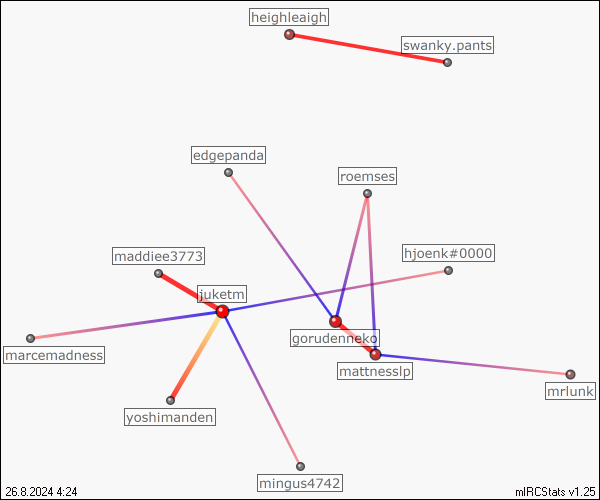 heighleaigh
swanky.pants
edgepanda
roemses
maddiee3773
hjoenk#0000
juketm
gorudenneko
marcemadness
mattnesslp
mrlunk
yoshimanden
mingus4742
26.8.2024 4:24
mIRCStats v1.25